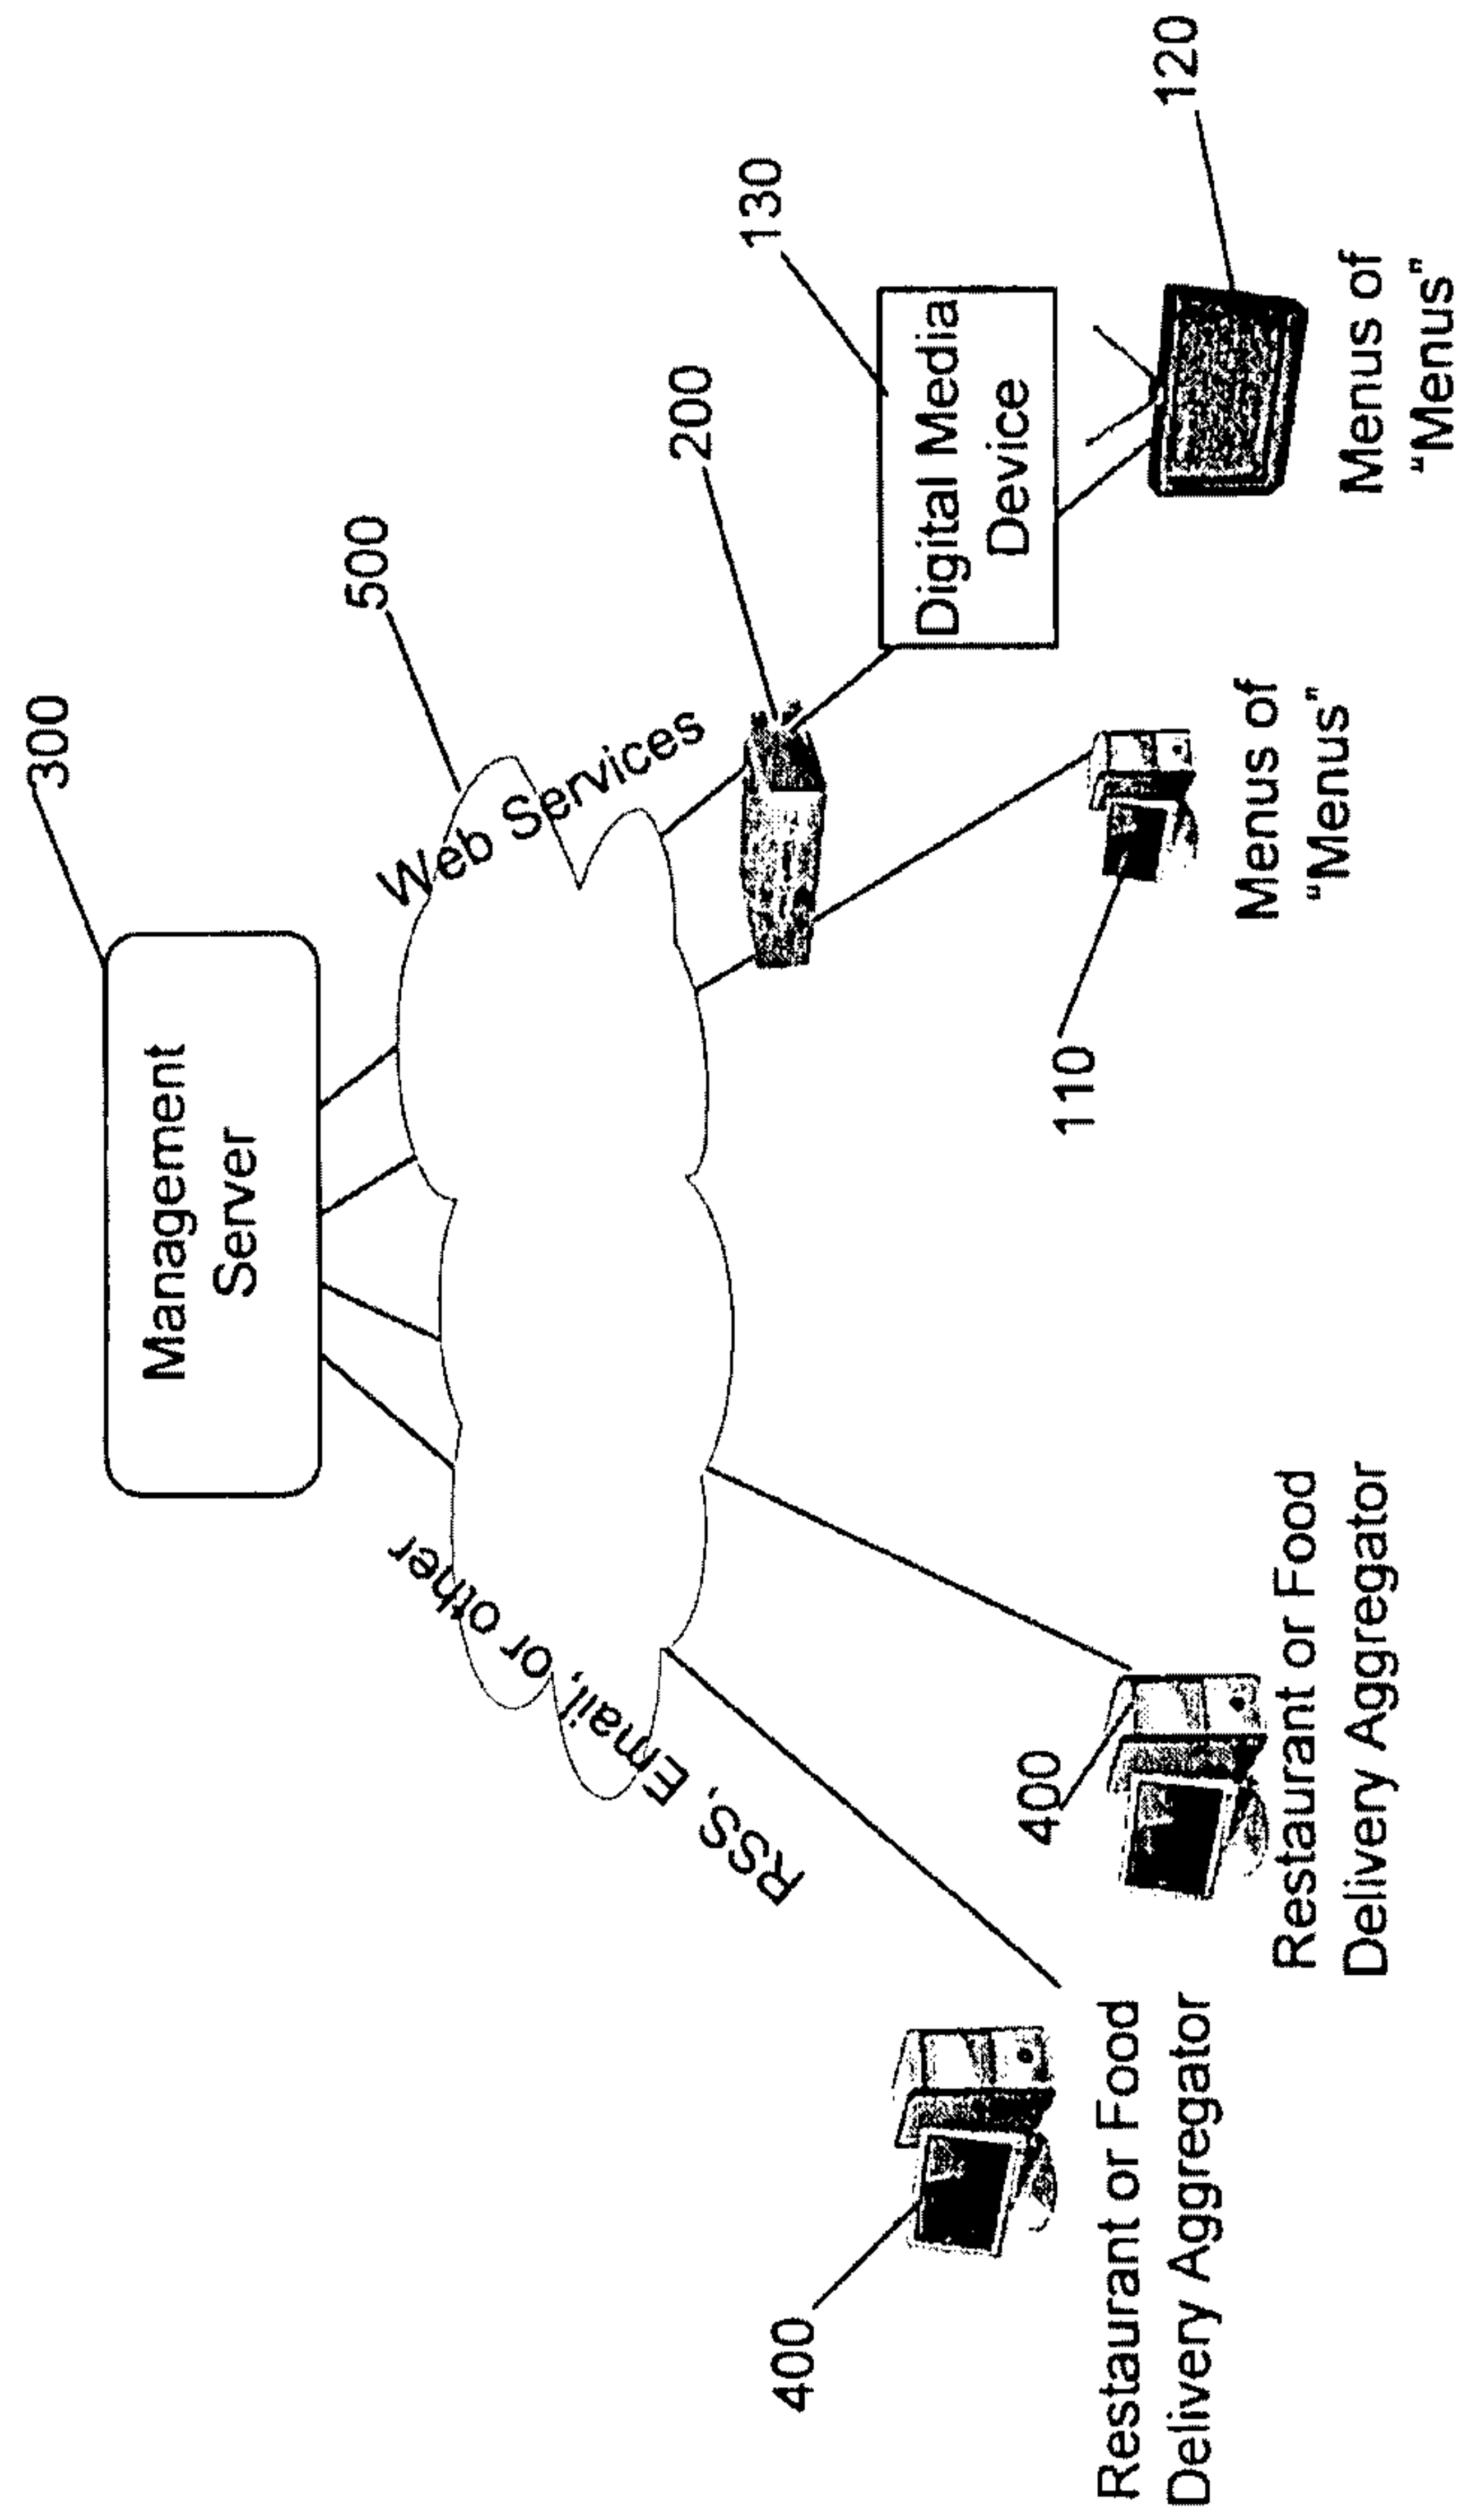 300
Management
Server
500
Web Services
RSS, Email, or other
200
130
Digital Media
Device
120
Menus of
"Menus"
110
Menus of
"Menus"
400
Restaurant or Food
Delivery Aggregator
400
Restaurant or Food
Delivery Aggregator